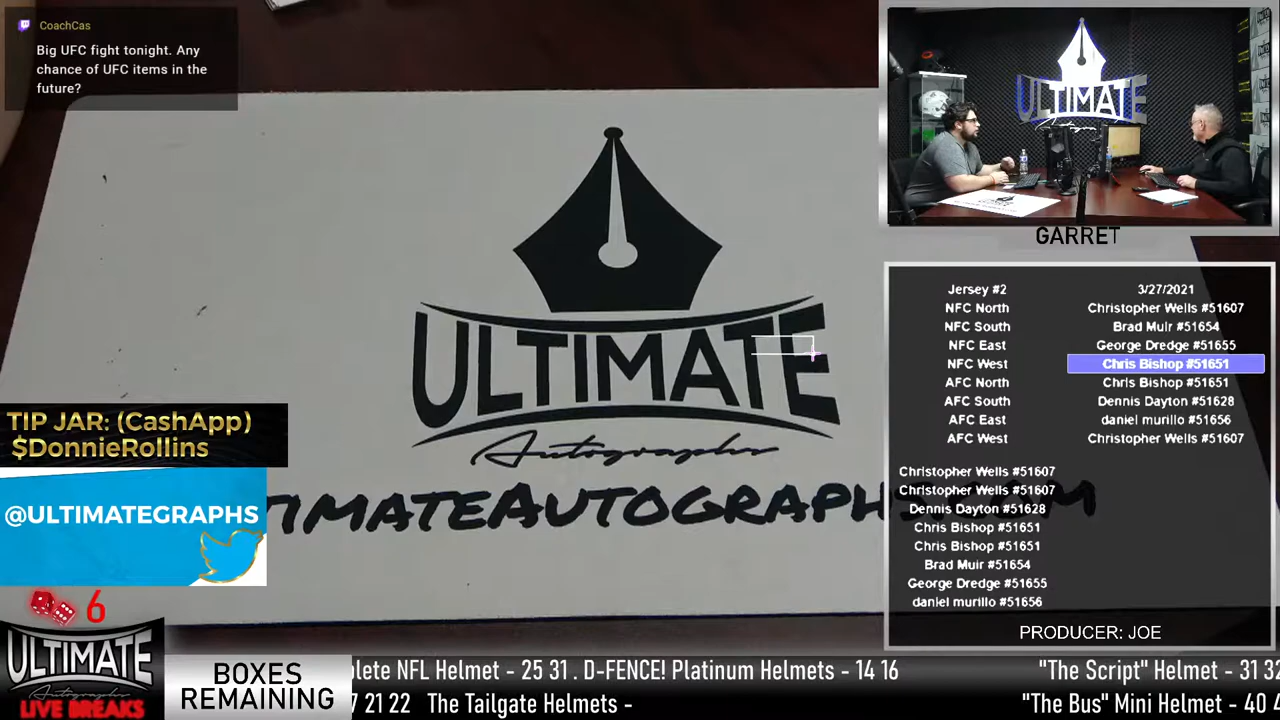 CoachCas
Big UFC fight tonight. Any
chance of UFC items in the
future?
ULTIMATE
Autographs
GARRET
ULTIMATE
Autographs
Jersey #2 3/27/2021
NFC North Christopher Wells #51607
NFC South Brad Muir #51654
NFC East George Dredge #51655
NFC West Chris Bishop #51651
AFC North Chris Bishop #51651
AFC South Dennis Dayton #51628
AFC East daniel murillo #51656
AFC West Christopher Wells #51607
Christopher Wells #51607
Christopher Wells #51607
Dennis Dayton #51628
Chris Bishop #51651
Chris Bishop #51651
Brad Muir #51654
George Dredge #51655
daniel murillo #51656
PRODUCER: JOE
TIP JAR: (CashApp)
$DonnieRollins
@ULTIMATEGRAPHS
TIMATEAUTOGRAPHS.COM
6
ULTIMATE
Autographs
LIVE BREAKS
BOXES
REMAINING
lete NFL Helmet - 25 31 . D-FENCE! Platinum Helmets - 14 16 "The Script" Helmet - 31 32
7 21 22 The Tailgate Helmets - "The Bus" Mini Helmet - 40 4